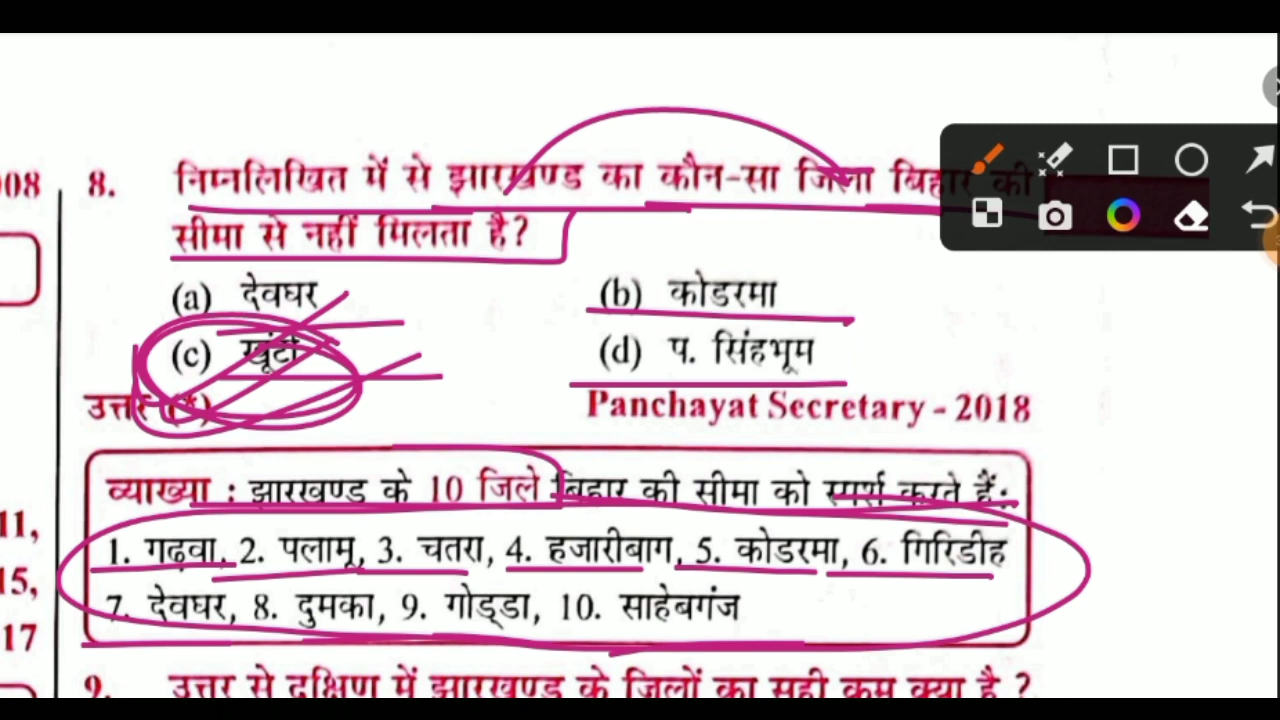 008
8. निम्नलिखित में से झारखण्ड का कौन-सा जिला बिहार की
सीमा से नहीं मिलता है?
(a) देवघर (b) कोडरमा
(c) खूंटी (d) प. सिंहभूम
उत्तर (*) Panchayat Secretary - 2018
व्याख्या : झारखण्ड के 10 जिले बिहार की सीमा को स्पर्श करते हैं:
11,
1. गढ़वा, 2. पलामू, 3. चतरा, 4. हजारीबाग, 5. कोडरमा, 6. गिरिडीह
15,
7. देवघर, 8. दुमका, 9. गोड्डा, 10. साहेबगंज
17
9. उत्तर से दक्षिण में झारखण्ड के जिलों का सही क्रम क्या है ?